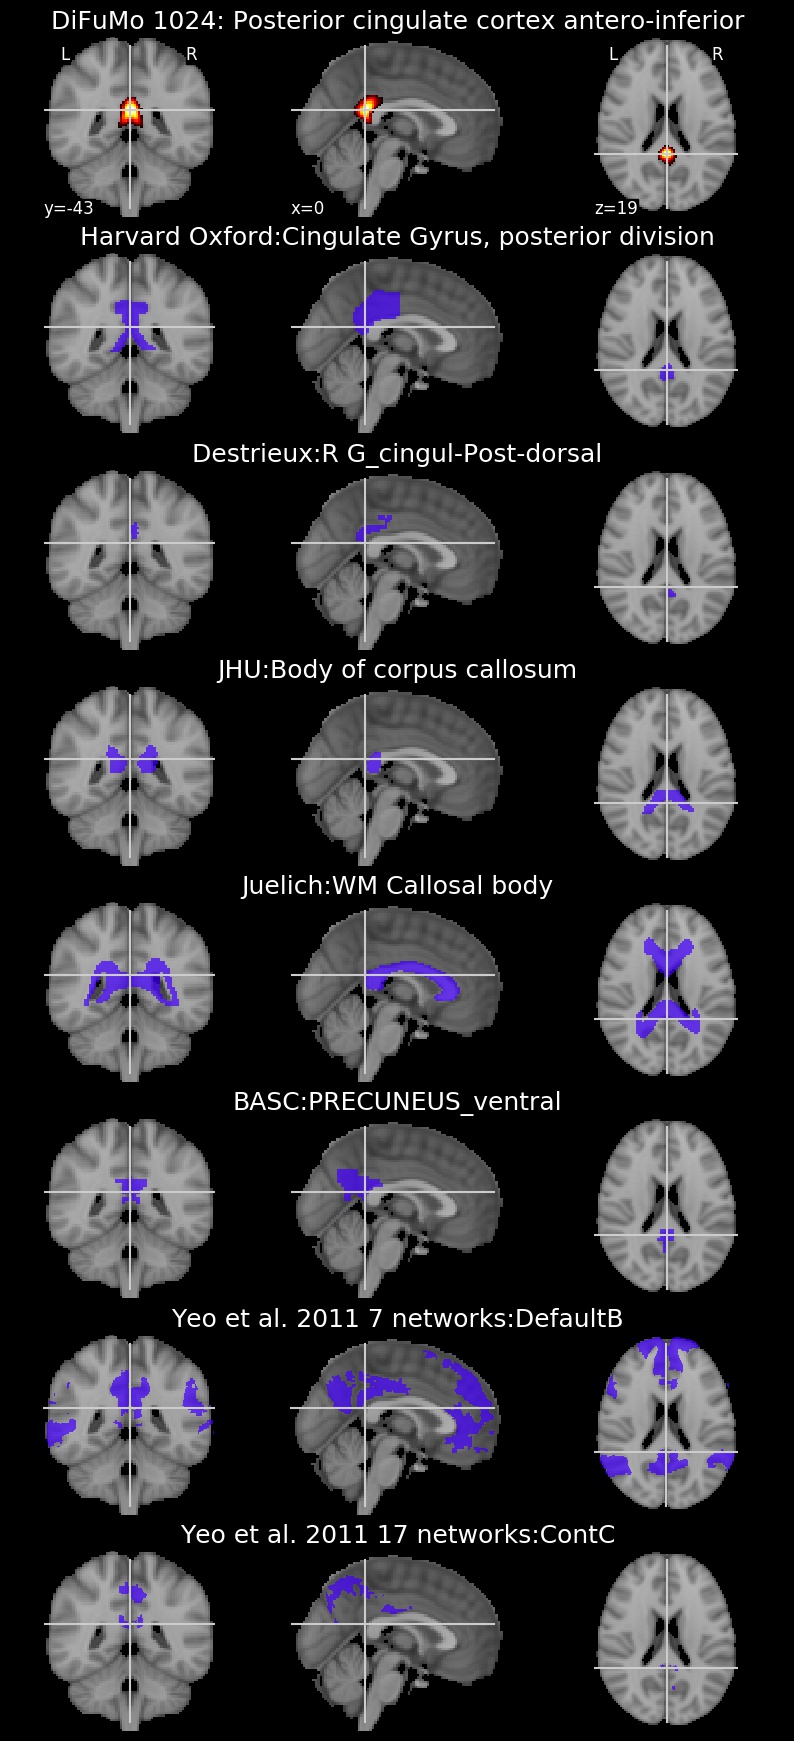 DiFuMo 1024: Posterior cingulate cortex antero-inferior
L R L R
y=-43 x=0 z=19
Harvard Oxford:Cingulate Gyrus, posterior division
Destrieux:R G_cingul-Post-dorsal
JHU:Body of corpus callosum
Juelich:WM Callosal body
BASC:PRECUNEUS_ventral
Yeo et al. 2011 7 networks:DefaultB
Yeo et al. 2011 17 networks:ContC